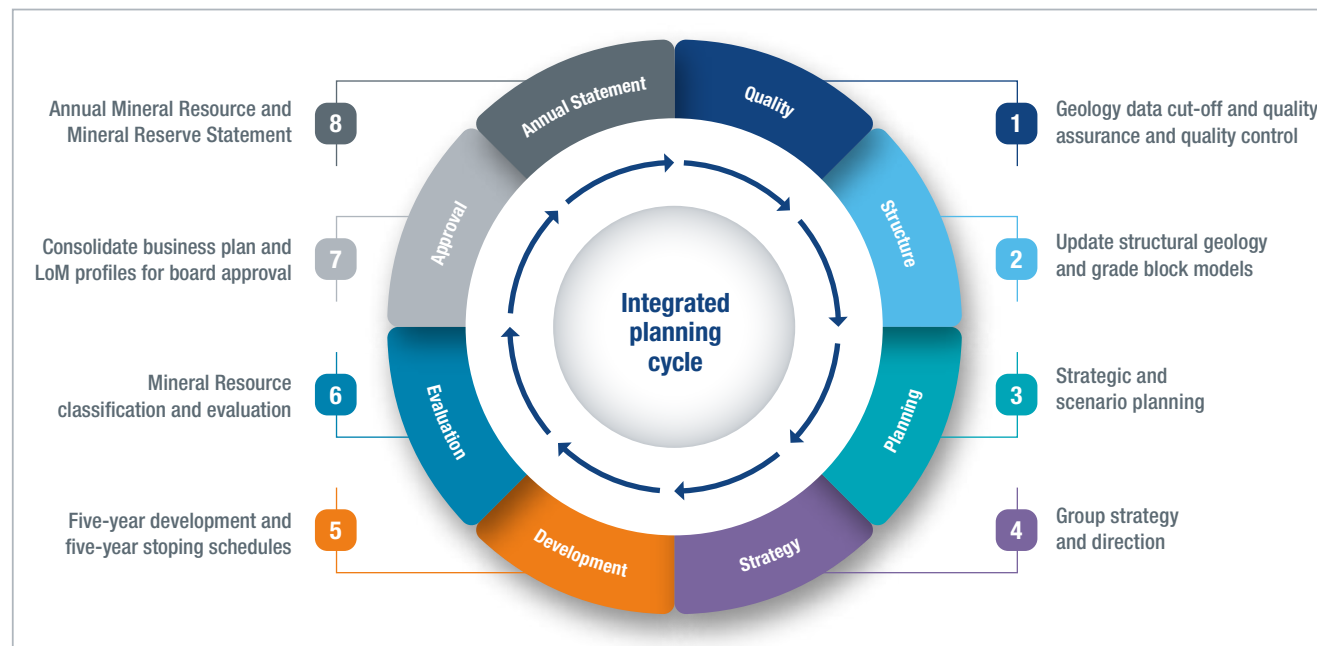 Quality
Structure
Planning
Strategy
Development
Evaluation
Approval
Annual Statement
Integrated
planning
cycle
1
Geology data cut-off and quality
assurance and quality control
2
Update structural geology
and grade block models
3
Strategic and
scenario planning
4
Group strategy
and direction
5
Five-year development and
five-year stoping schedules
6
Mineral Resource
classification and evaluation
7
Consolidate business plan and
LoM profiles for board approval
8
Annual Mineral Resource and
Mineral Reserve Statement